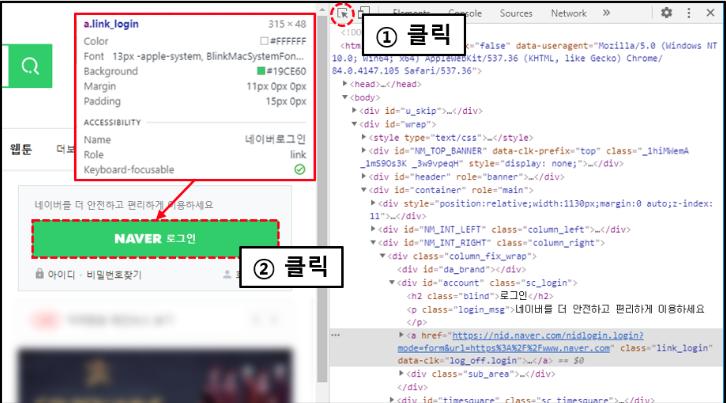 a.link_login 315 × 48
Color #FFFFFF
Font 13px -apple-system, BlinkMacSystemFon...
Background #19CE60
Margin 11px 0px 0px
Padding 15px 0px
ACCESSIBILITY
Name 네이버로그인
Role link
Keyboard-focusable
웹툰 더보
네이버를 더 안전하고 편리하게 이용하세요
NAVER 로그인
아이디 · 비밀번호찾기
① 클릭
② 클릭
Elements Console Sources Network »
<!DO
<html data-dark="false" data-useragent="Mozilla/5.0 (Windows NT
10.0; Win64; x64) AppleWebKit/537.36 (KHTML, like Gecko) Chrome/
84.0.4147.105 Safari/537.36">
<head>…</head>
<body>
<div id="u_skip">…</div>
<div id="wrap">
<style type="text/css">…</style>
<div id="NM_TOP_BANNER" data-clk-prefix="top" class="_1hiMWemA
_1mS9Os3K _3w9vpeqH" style="display: none;">…</div>
<div id="header" role="banner">…</div>
<div id="container" role="main">
<div style="position:relative;width:1130px;margin:0 auto;z-index:
11">…</div>
<div id="NM_INT_LEFT" class="column_left">…</div>
<div id="NM_INT_RIGHT" class="column_right">
<div class="column_fix_wrap">
<div id="da_brand"></div>
<div id="account" class="sc_login">
<h2 class="blind">로그인</h2>
<p class="login_msg">네이버를 더 안전하고 편리하게 이용하세요
</p>
… <a href="https://nid.naver.com/nidlogin.login?
mode=form&url=https%3A%2F%2Fwww.naver.com" class="link_login"
data-clk="log_off.login">…</a> == $0
<div class="sub_area">…</div>
</div>
<div id="timesquare" class="sc_timesquare">…</div>